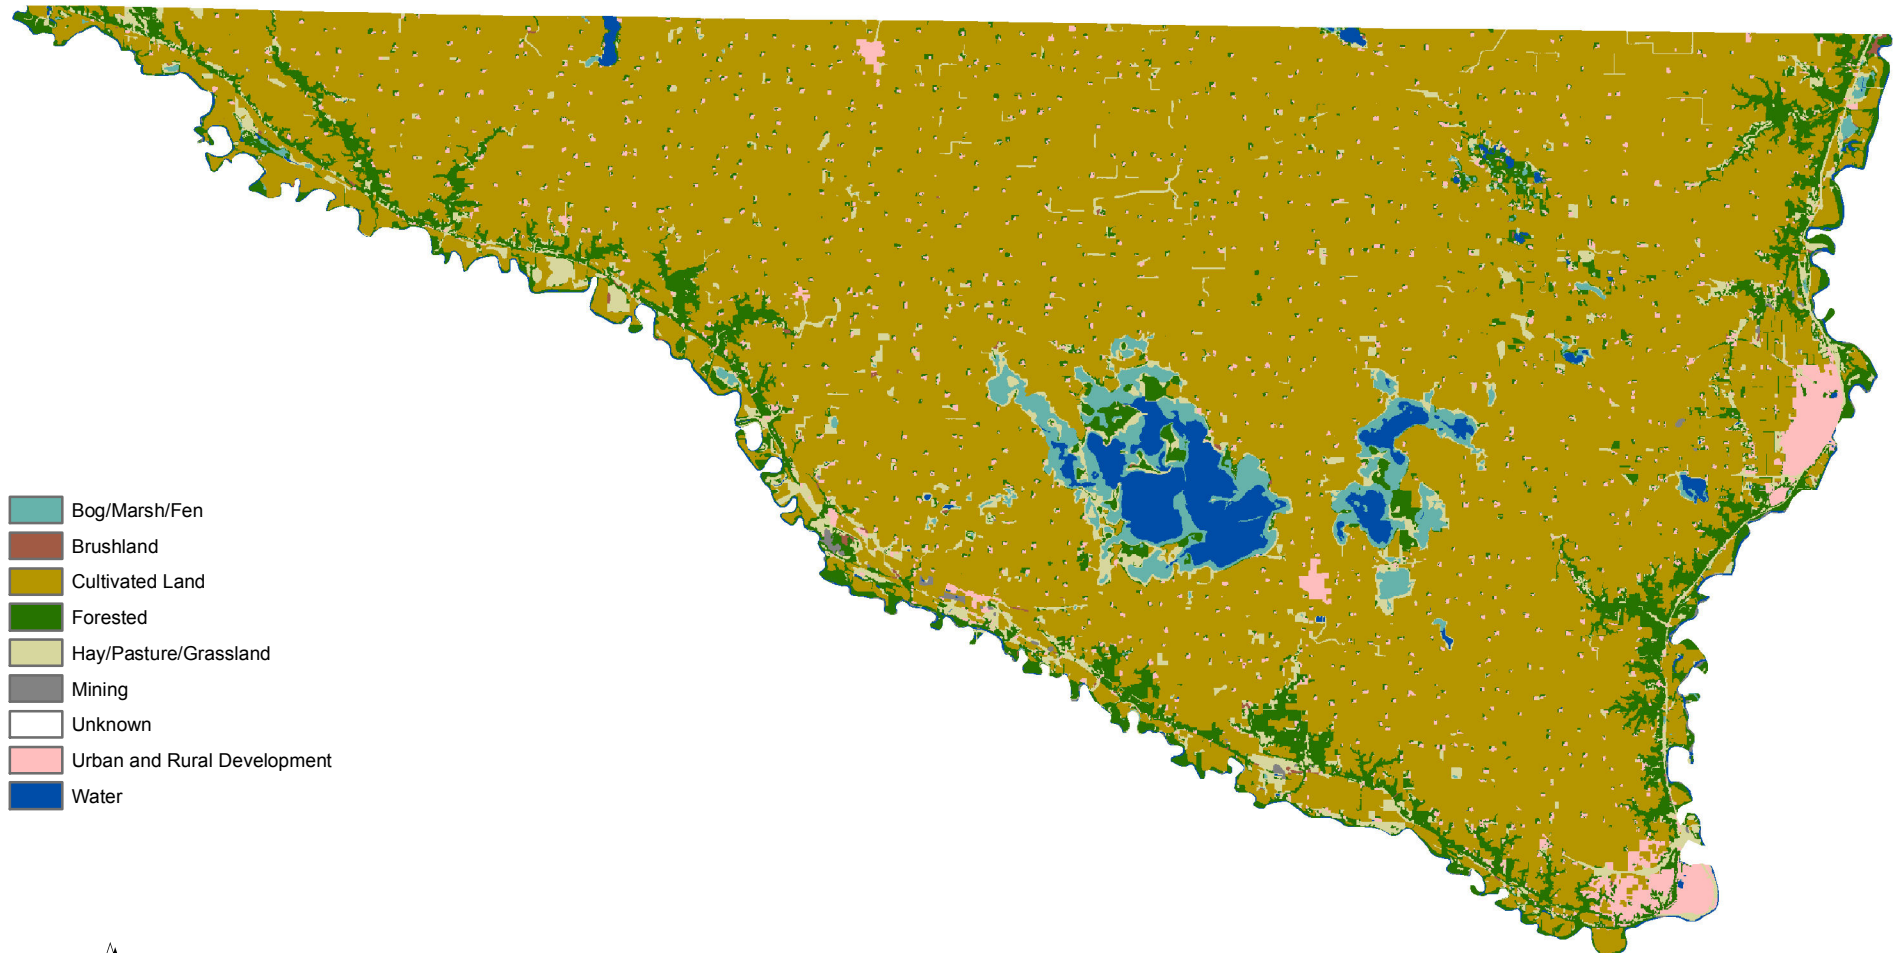 Bog/Marsh/Fen
Brushland
Cultivated Land
Forested
Hay/Pasture/Grassland
Mining
Unknown
Urban and Rural Development
Water